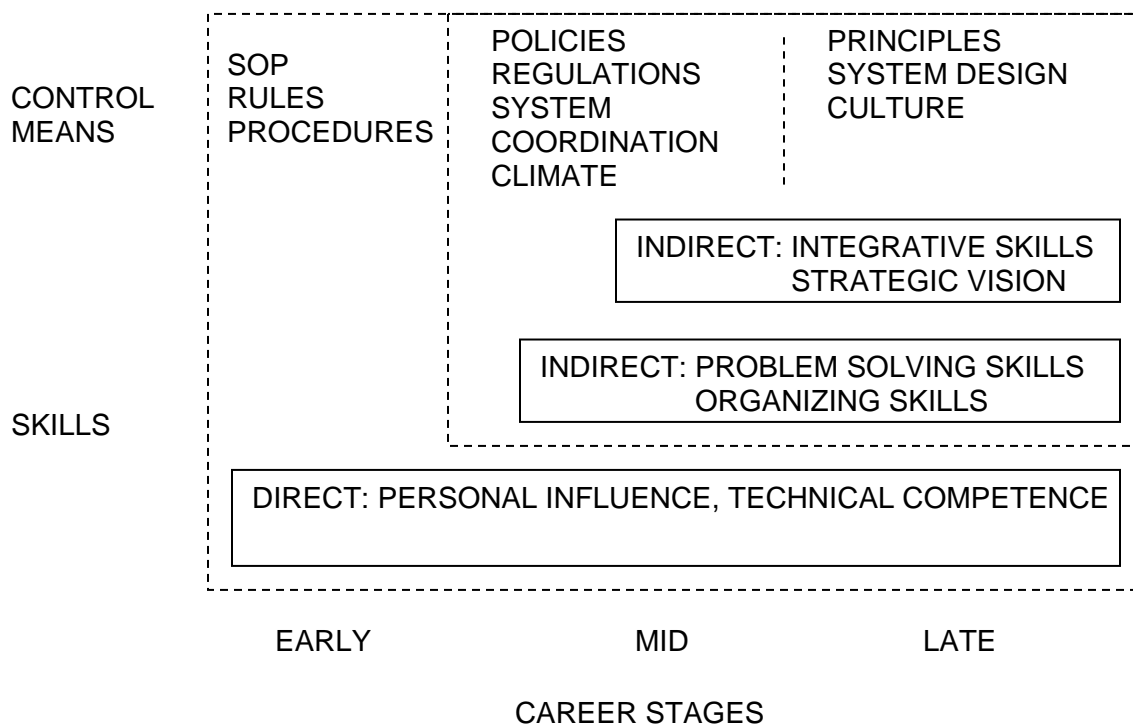 CONTROL
MEANS
SOP
RULES
PROCEDURES
POLICIES
REGULATIONS
SYSTEM
COORDINATION
CLIMATE
PRINCIPLES
SYSTEM DESIGN
CULTURE
INDIRECT: INTEGRATIVE SKILLS
STRATEGIC VISION
INDIRECT: PROBLEM SOLVING SKILLS
ORGANIZING SKILLS
SKILLS
DIRECT: PERSONAL INFLUENCE, TECHNICAL COMPETENCE
EARLY
MID
LATE
CAREER STAGES